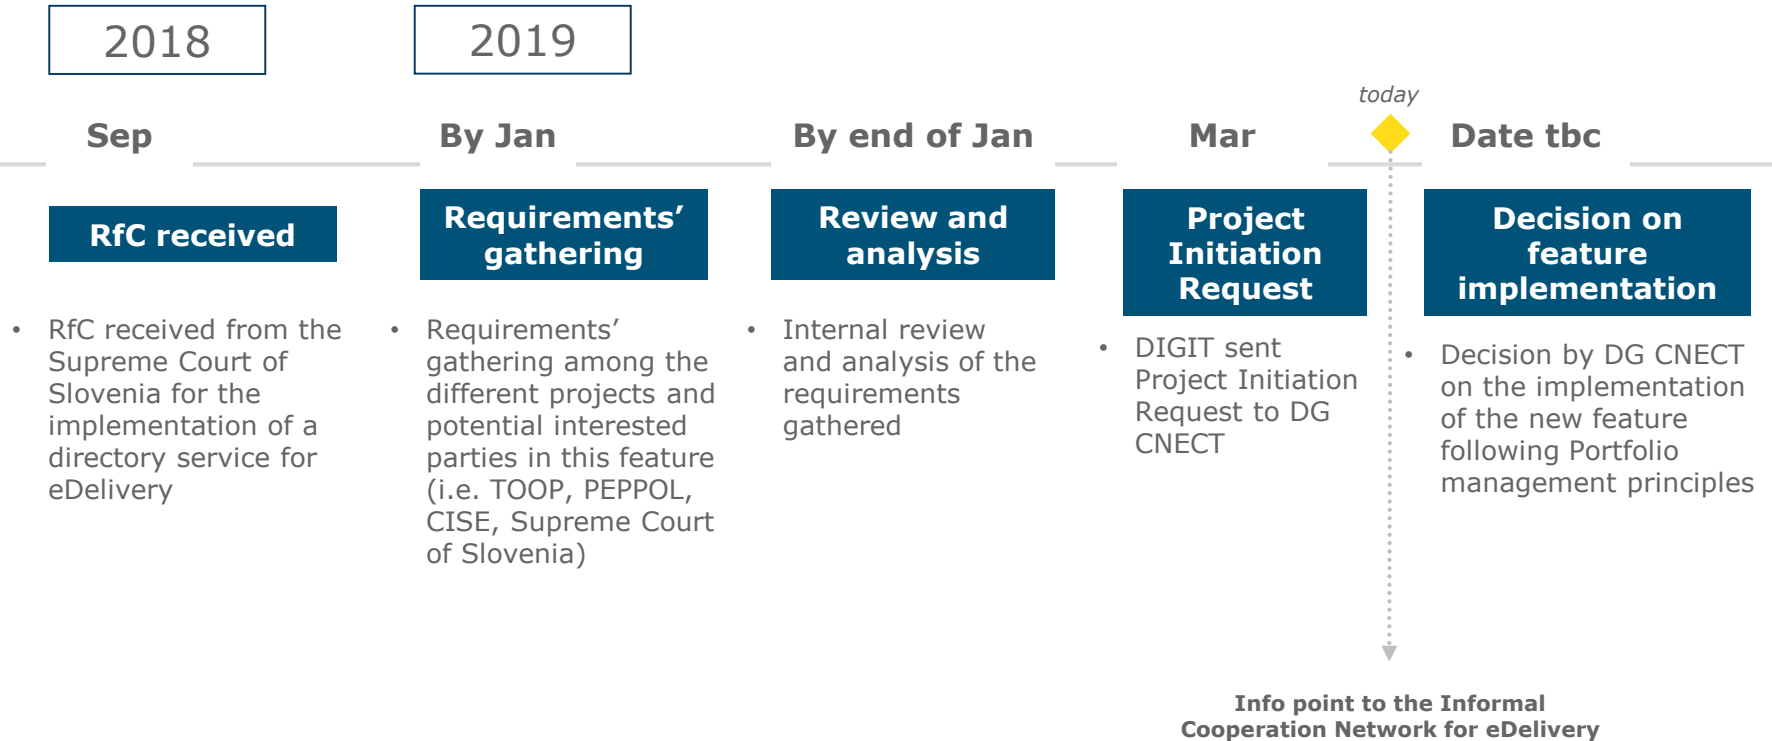 2018
2019
today
Sep
By Jan
By end of Jan
Mar
Date tbc
RfC received
Requirements’
gathering
Review and
analysis
Project
Initiation
Request
Decision on
feature
implementation
• RfC received from the
Supreme Court of
Slovenia for the
implementation of a
directory service for
eDelivery
• Requirements’
gathering among the
different projects and
potential interested
parties in this feature
(i.e. TOOP, PEPPOL,
CISE, Supreme Court
of Slovenia)
• Internal review
and analysis of the
requirements
gathered
• DIGIT sent
Project Initiation
Request to DG
CNECT
• Decision by DG CNECT
on the implementation
of the new feature
following Portfolio
management principles
Info point to the Informal
Cooperation Network for eDelivery